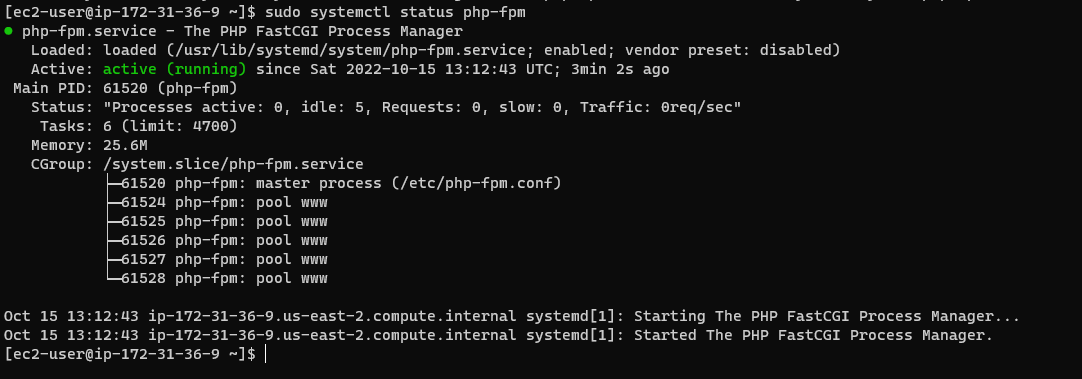 [ec2-user@ip-172-31-36-9 ~]$ sudo systemctl status php-fpm
● php-fpm.service - The PHP FastCGI Process Manager
   Loaded: loaded (/usr/lib/systemd/system/php-fpm.service; enabled; vendor preset: disabled)
   Active: active (running) since Sat 2022-10-15 13:12:43 UTC; 3min 2s ago
 Main PID: 61520 (php-fpm)
   Status: "Processes active: 0, idle: 5, Requests: 0, slow: 0, Traffic: 0req/sec"
    Tasks: 6 (limit: 4700)
   Memory: 25.6M
   CGroup: /system.slice/php-fpm.service
           ├─61520 php-fpm: master process (/etc/php-fpm.conf)
           ├─61524 php-fpm: pool www
           ├─61525 php-fpm: pool www
           ├─61526 php-fpm: pool www
           ├─61527 php-fpm: pool www
           └─61528 php-fpm: pool www

Oct 15 13:12:43 ip-172-31-36-9.us-east-2.compute.internal systemd[1]: Starting The PHP FastCGI Process Manager...
Oct 15 13:12:43 ip-172-31-36-9.us-east-2.compute.internal systemd[1]: Started The PHP FastCGI Process Manager.
[ec2-user@ip-172-31-36-9 ~]$